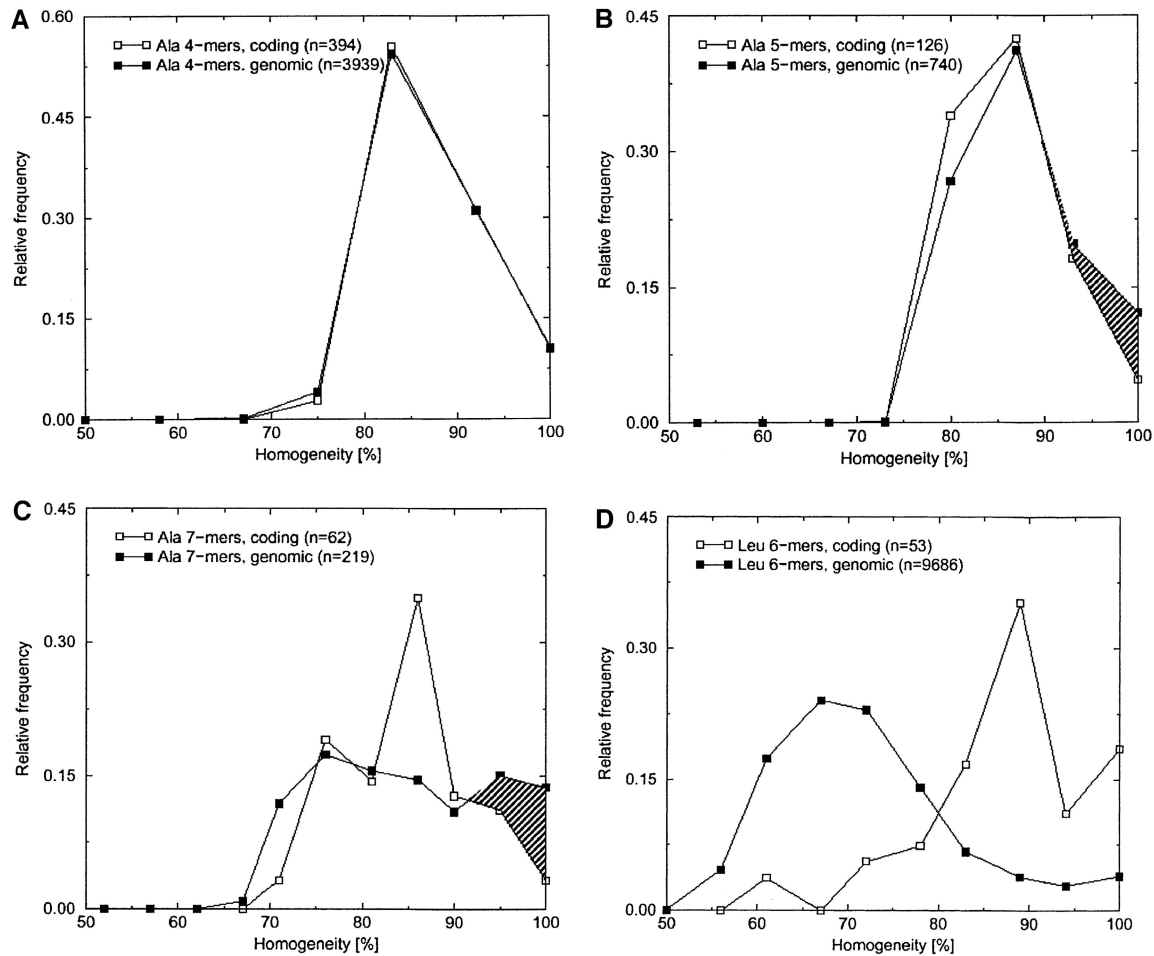 A
0.60
0.45
0.30
0.15
0.00
Relative frequency
Ala 4-mers, coding (n=394)
Ala 4-mers. genomic (n=3939)
50 60 70 80 90 100
Homogeneity [%]
B
0.45
0.30
0.15
0.00
Relative frequency
Ala 5-mers, coding (n=126)
Ala 5-mers, genomic (n=740)
50 60 70 80 90 100
Homogeneity [%]
C
0.45
0.30
0.15
0.00
Relative frequency
Ala 7-mers, coding (n=62)
Ala 7-mers, genomic (n=219)
50 60 70 80 90 100
Homogeneity [%]
D
0.45
0.30
0.15
0.00
Relative frequency
Leu 6-mers, coding (n=53)
Leu 6-mers, genomic (n=9686)
50 60 70 80 90 100
Homogeneity [%]